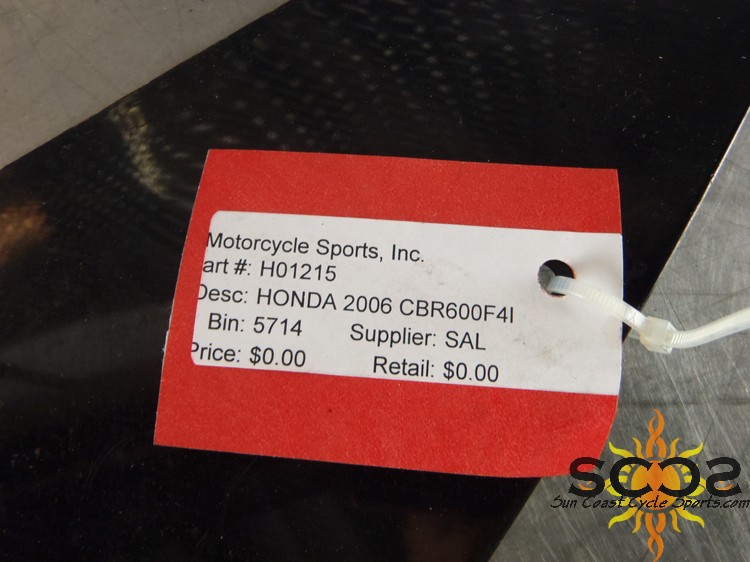 Motorcycle Sports, Inc.
art #: H01215
Desc: HONDA 2006 CBR600F4I
Bin: 5714 Supplier: SAL
Price: $0.00 Retail: $0.00
SCCS
Sun Coast Cycle Sports.com